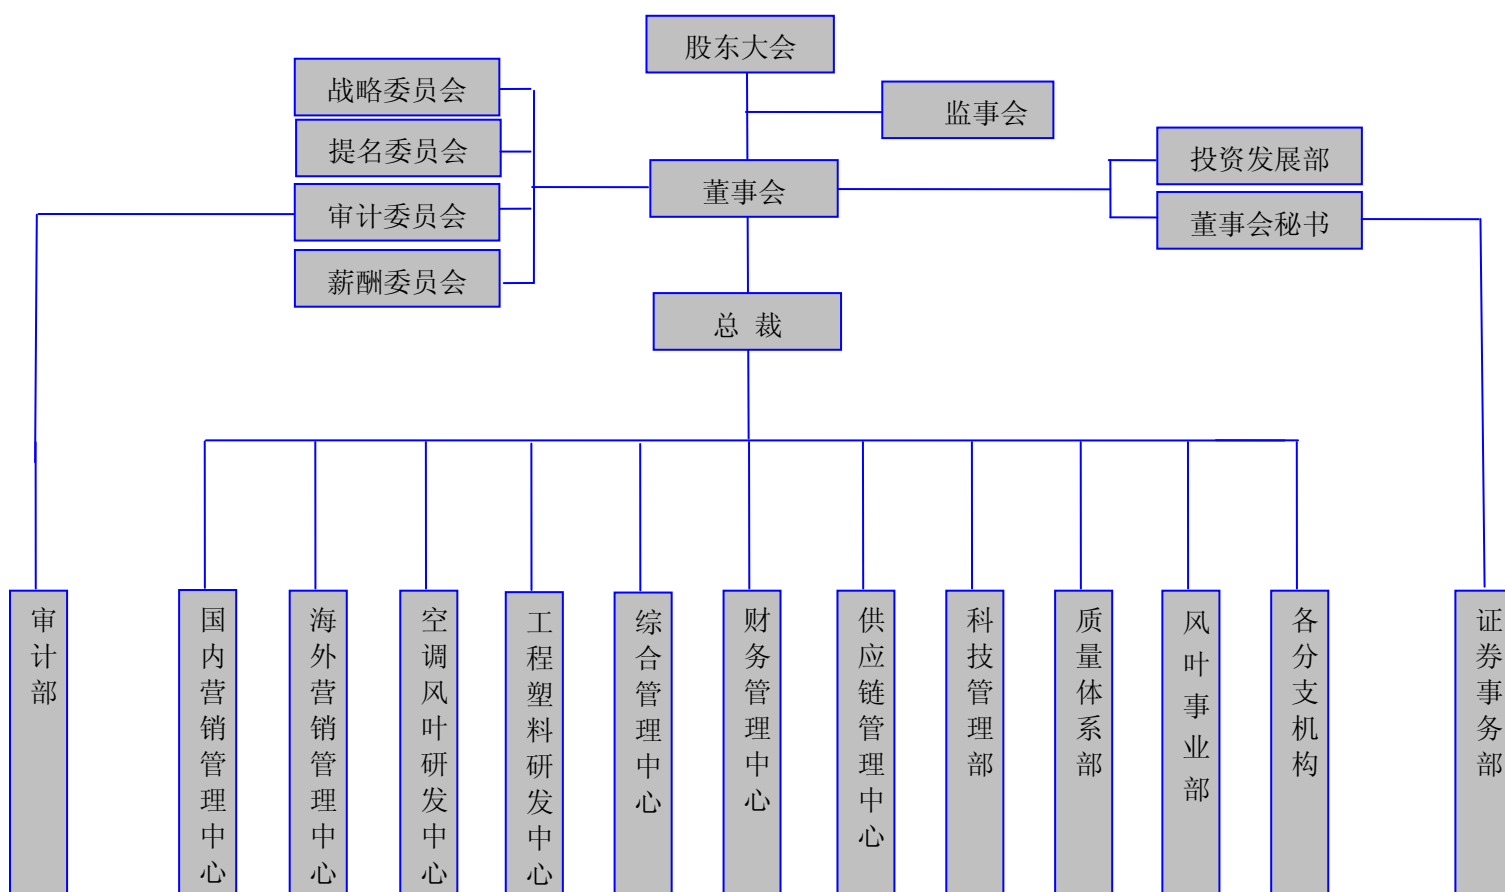 股东大会
战略委员会
监事会
提名委员会
投资发展部
董事会
审计委员会
董事会秘书
薪酬委员会
总 裁
审计部
国内营销管理中心
海外营销管理中心
空调风叶研发中心
工程塑料研发中心
综合管理中心
财务管理中心
供应链管理中心
科技管理部
质量体系部
风叶事业部
各分支机构
证券事务部